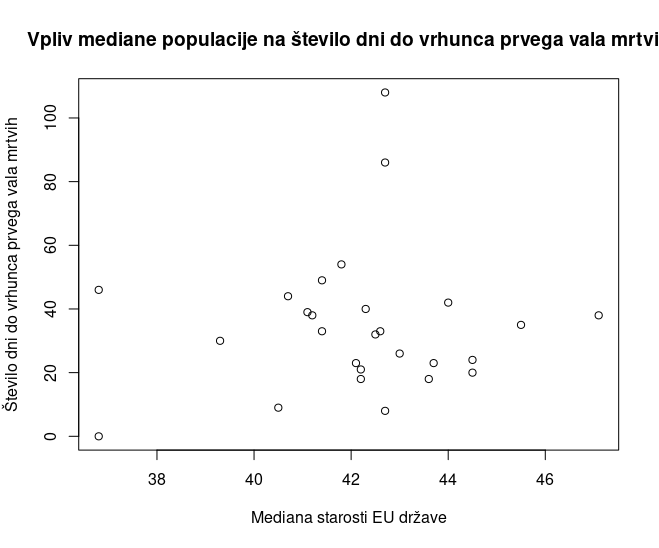 Vpliv mediane populacije na število dni do vrhunca prvega vala mrtvi
Število dni do vrhunca prvega vala mrtvih
100
80
60
40
20
0
38 40 42 44 46
Mediana starosti EU države